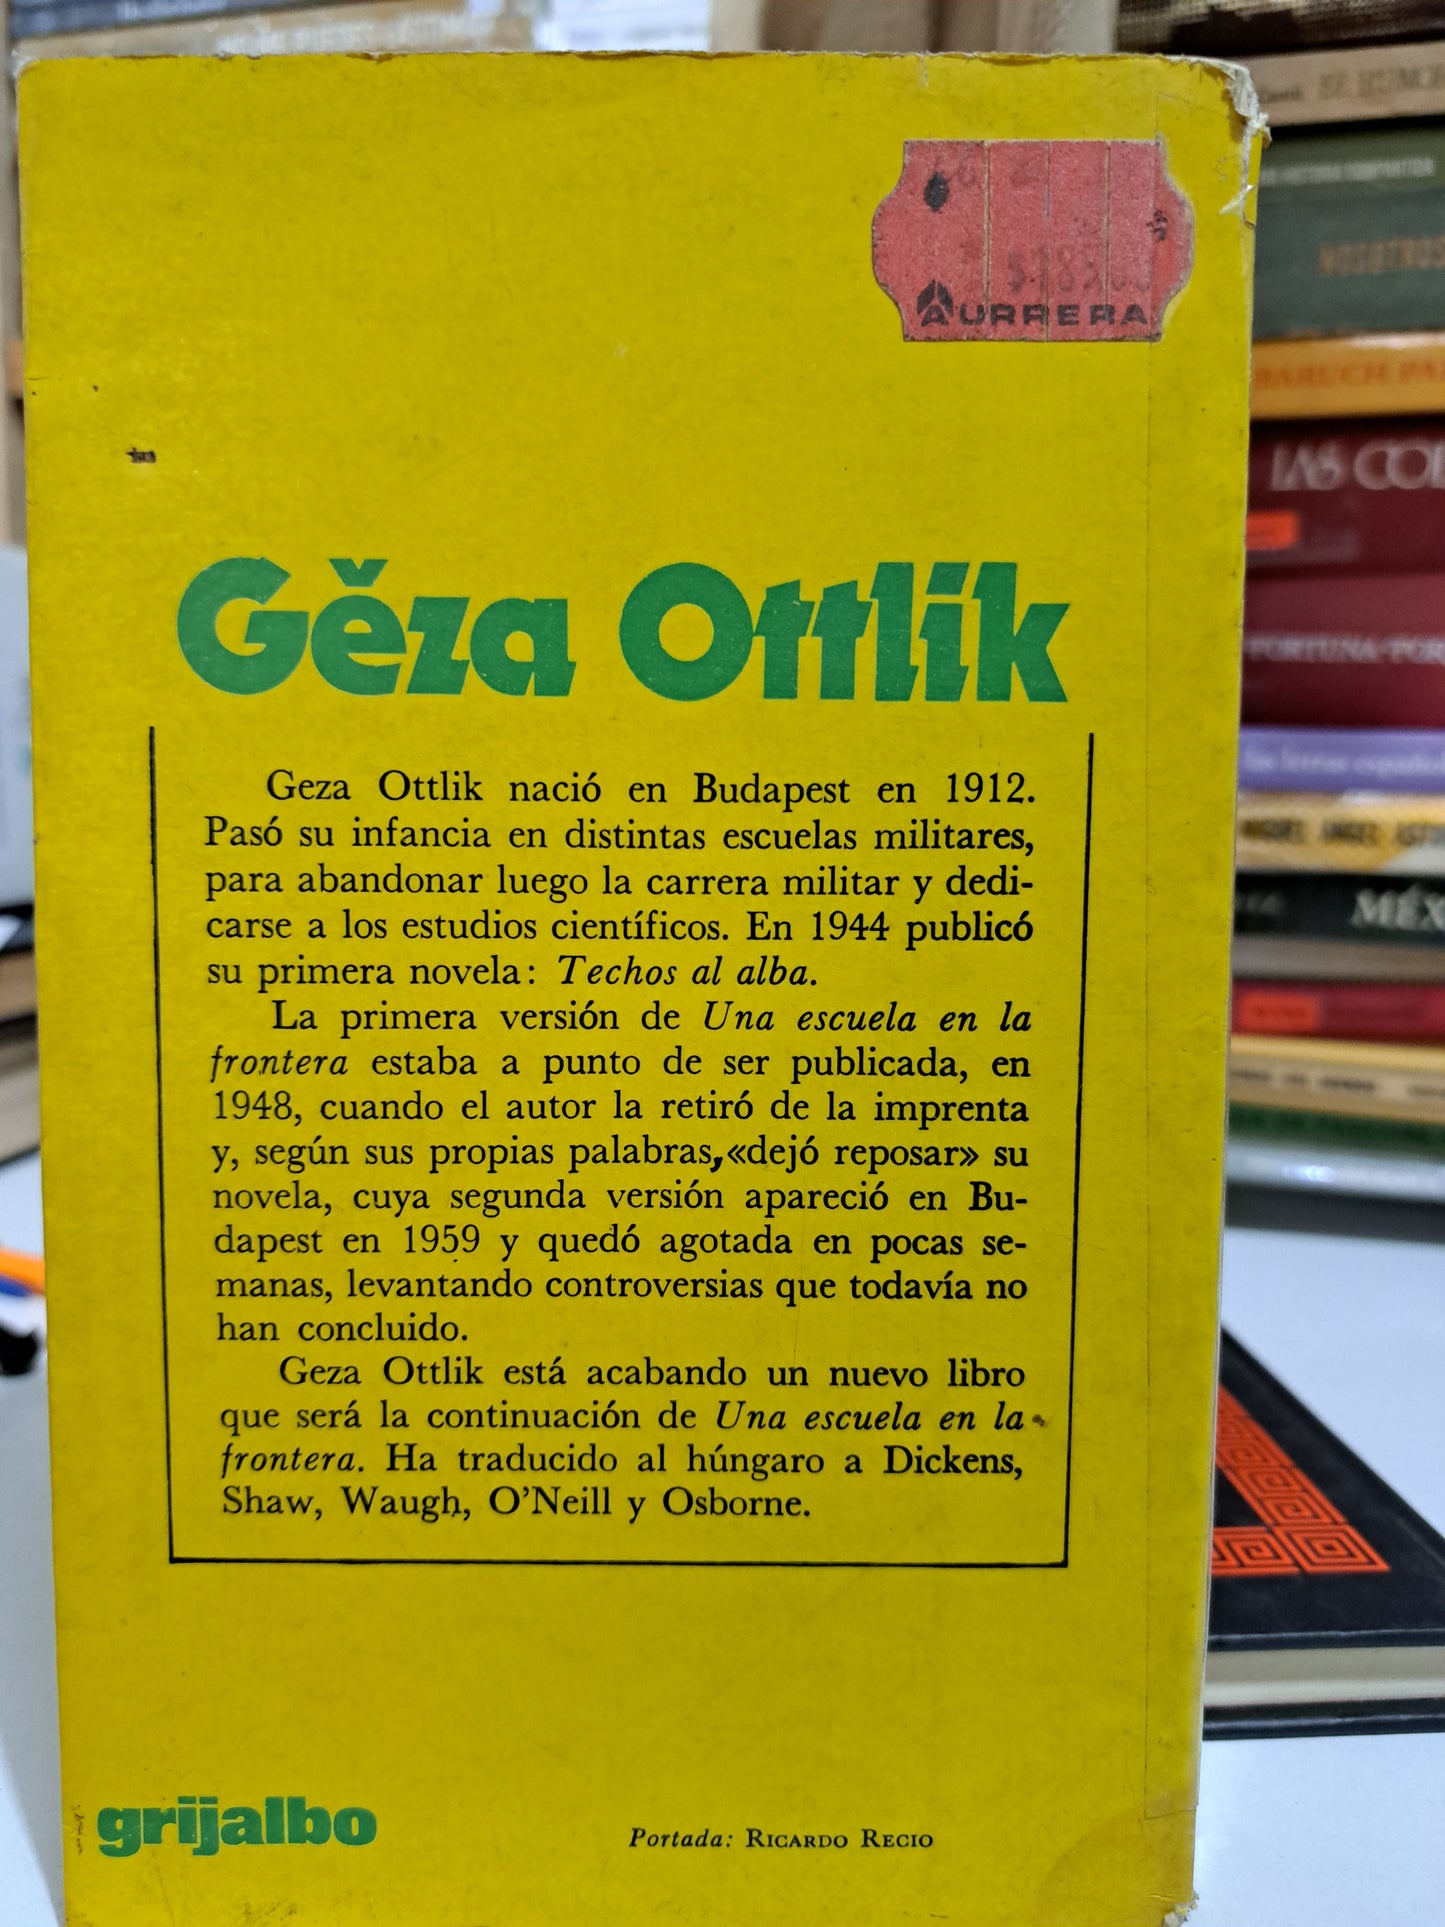 AURRERA
Gěza Ottlik
Geza Ottlik nació en Budapest en 1912.
Pasó su infancia en distintas escuelas militares,
para abandonar luego la carrera militar y dedi-
carse a los estudios científicos. En 1944 publicó
su primera novela: Techos al alba.
La primera versión de Una escuela en la
frontera estaba a punto de ser publicada, en
1948, cuando el autor la retiró de la imprenta
y, según sus propias palabras, «dejó reposar» su
novela, cuya segunda versión apareció en Bu-
dapest en 1959 y quedó agotada en pocas se-
manas, levantando controversias que todavía no
han concluido.
Geza Ottlik está acabando un nuevo libro
que será la continuación de Una escuela en la
frontera. Ha traducido al húngaro a Dickens,
Shaw, Waugh, O'Neill y Osborne.
grijalbo
Portada: RICARDO RECIO
NOSOTROS
BARUCH
LAS
FORTUNA
MÉX